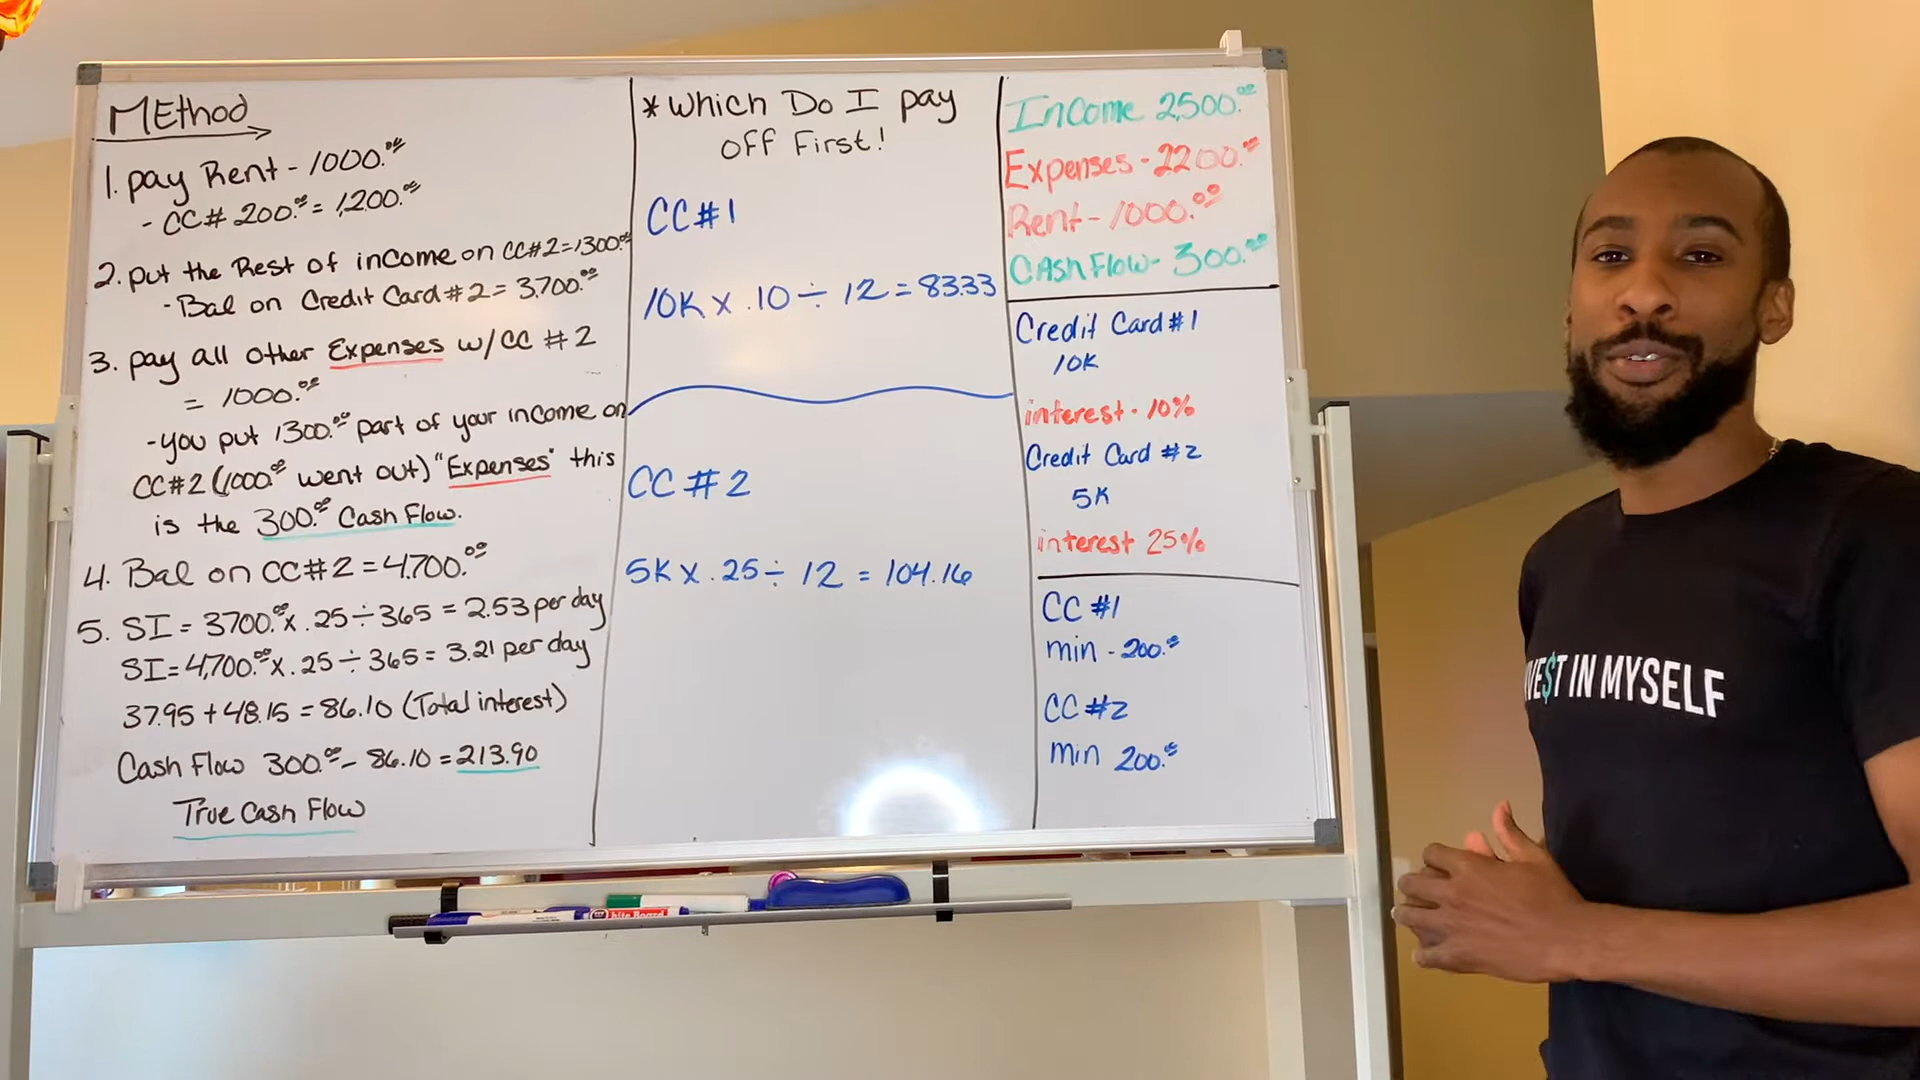 MEthod
1. pay Rent - 1000.00
- CC# 200.00 = 1,200.00
2. put the Rest of income on CC#2 = 1300.00
- Bal on Credit Card #2 = 3,700.00
3. pay all other Expenses w/ CC #2
= 1000.00
- you put 1300.00 part of your income on
CC#2 (1000.00 went out) "Expenses" this
is the 300.00 Cash Flow.
4. Bal on CC#2 = 4,700.00
5. SI = 3700.00 x .25 ÷ 365 = 2.53 per day
SI = 4,700.00 x .25 ÷ 365 = 3.21 per day
37.95 + 48.15 = 86.10 (Total interest)
Cash Flow 300.00 - 86.10 = 213.90
True Cash Flow
* Which Do I pay
off First!
CC#1
10K x .10 ÷ 12 = 83.33
CC #2
5K x .25 ÷ 12 = 104.16
InCome 2,500.00
Expenses - 2200.00
Rent - 1000.00
CAsh Flow - 300.00
Credit Card #1
10K
interest - 10%
Credit Card #2
5K
interest 25%
CC #1
min - 200.00
CC #2
min 200.00
VE$T IN MYSELF